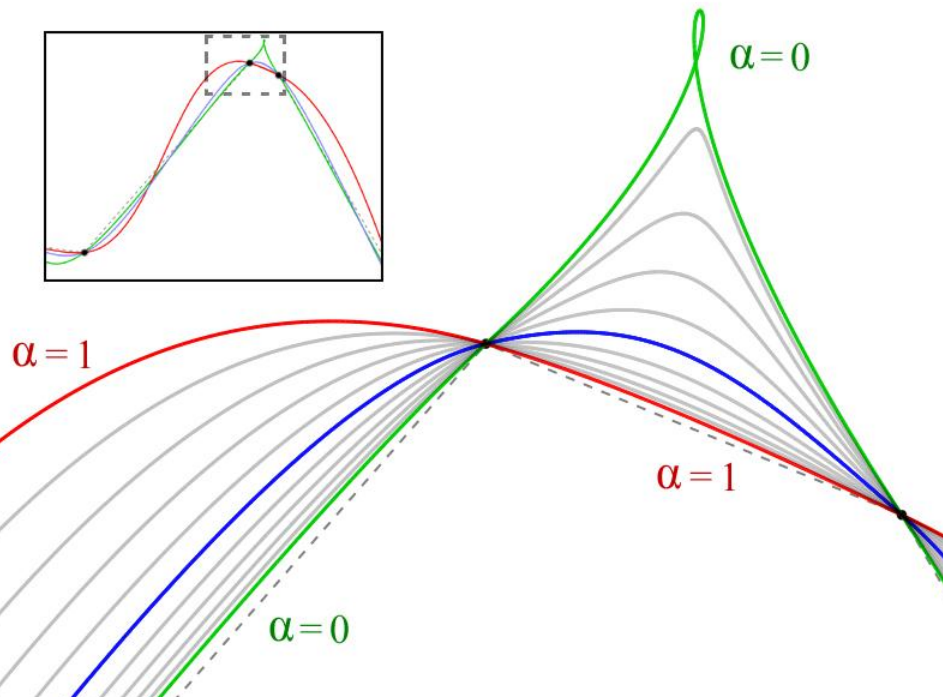 α = 0
α = 1
α = 1
α = 0